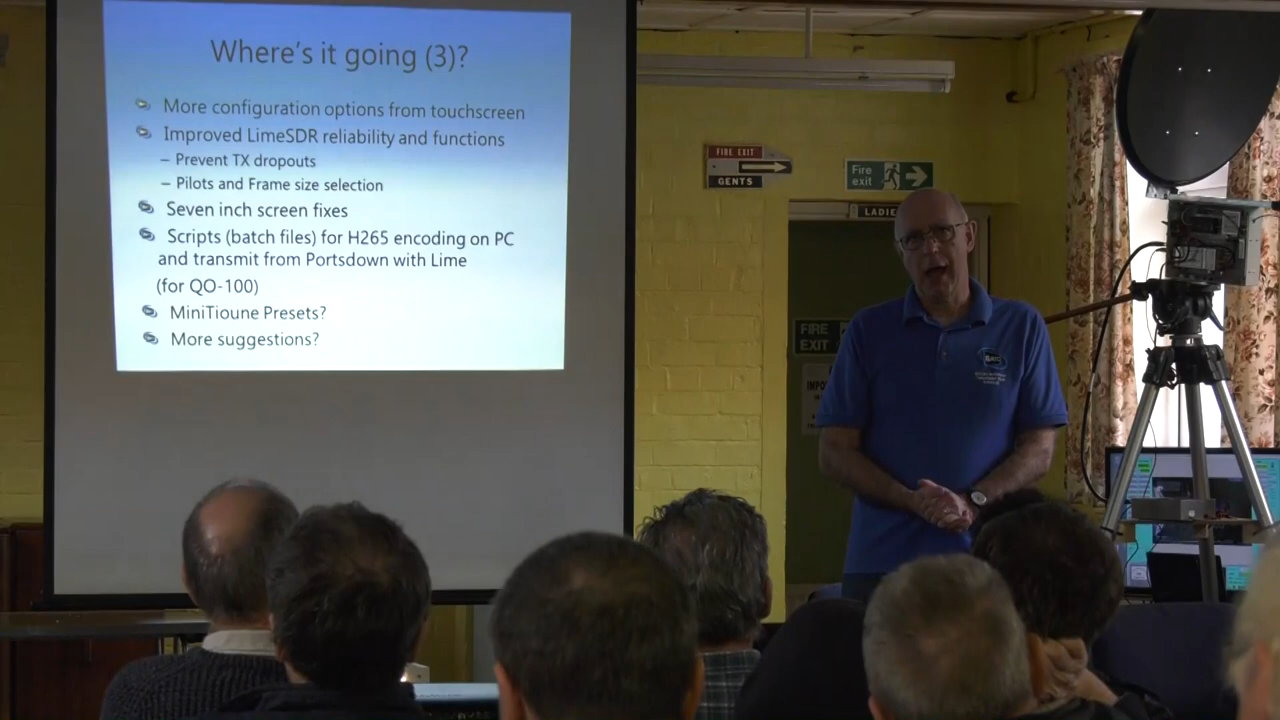 Where's it going (3)?
More configuration options from touchscreen
Improved LimeSDR reliability and functions
– Prevent TX dropouts
– Pilots and Frame size selection
Seven inch screen fixes
Scripts (batch files) for H265 encoding on PC
and transmit from Portsdown with Lime
(for QO-100)
MiniTioune Presets?
More suggestions?
FIRE EXIT
GENTS
Fire
exit
LADIE
FIRE
EXIT